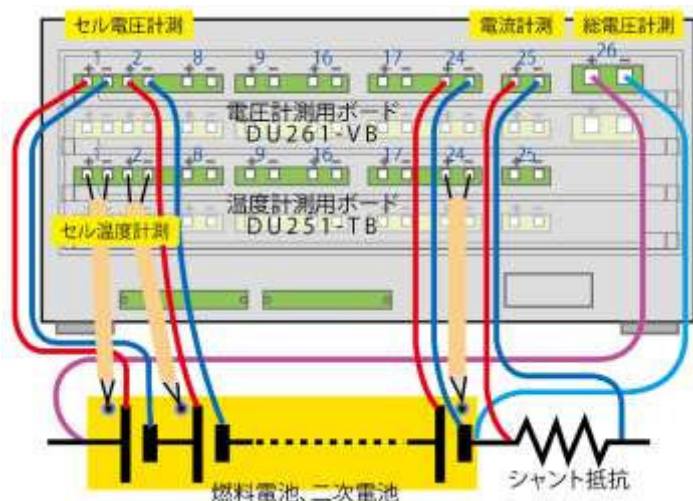 セル電圧計測
電流計測
総電圧計測
1 2 8 9 16 17 24 25 26
+ - + - + - + - + - + - + - + - + -
電圧計測用ボード
DU261-VB
1 2 8 9 16 17 24 25
温度計測用ボード
DU251-TB
セル温度計測
燃料電池、二次電池
シャント抵抗